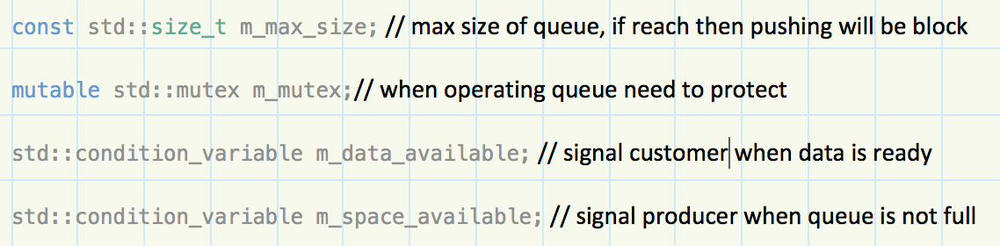 const std::size_t m_max_size; // max size of queue, if reach then pushing will be block
mutable std::mutex m_mutex;// when operating queue need to protect
std::condition_variable m_data_available; // signal customer when data is ready
std::condition_variable m_space_available; // signal producer when queue is not full